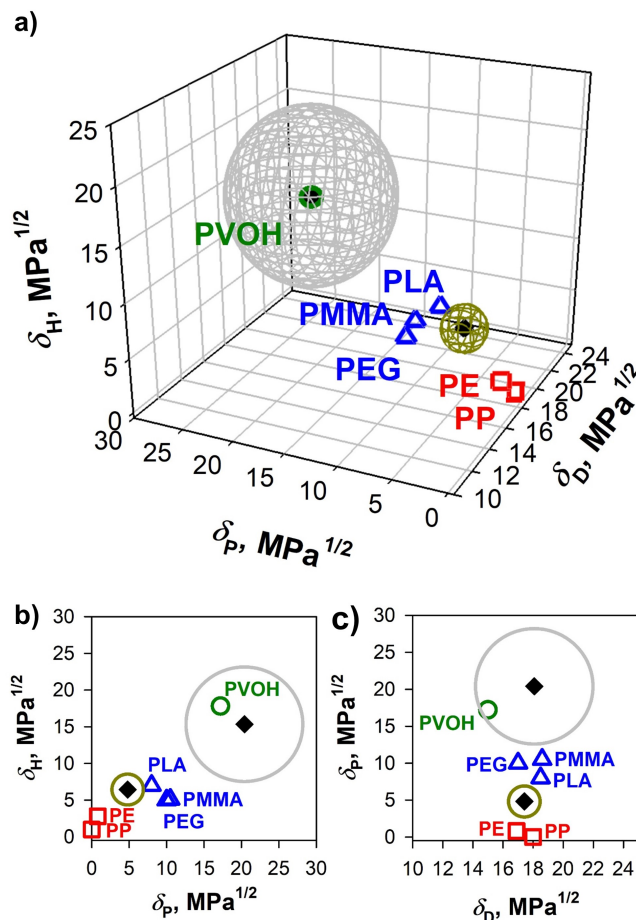 a)
25
20
15
10
5
0
δH, MPa1/2
PVOH
PLA
PMMA
PEG
PE
PP
30
25
20
15
10
5
0
δP, MPa1/2
24
22
20
18
16
14
12
10
δD, MPa1/2
b)
30
25
20
15
10
5
0
δH, MPa1/2
PVOH
PLA
PMMA
PEG
PE
PP
0 5 10 15 20 25 30
δP, MPa1/2
c)
30
25
20
15
10
5
0
δP, MPa1/2
PVOH
PEG
PMMA
PLA
PE
PP
10 12 14 16 18 20 22 24
δD, MPa1/2